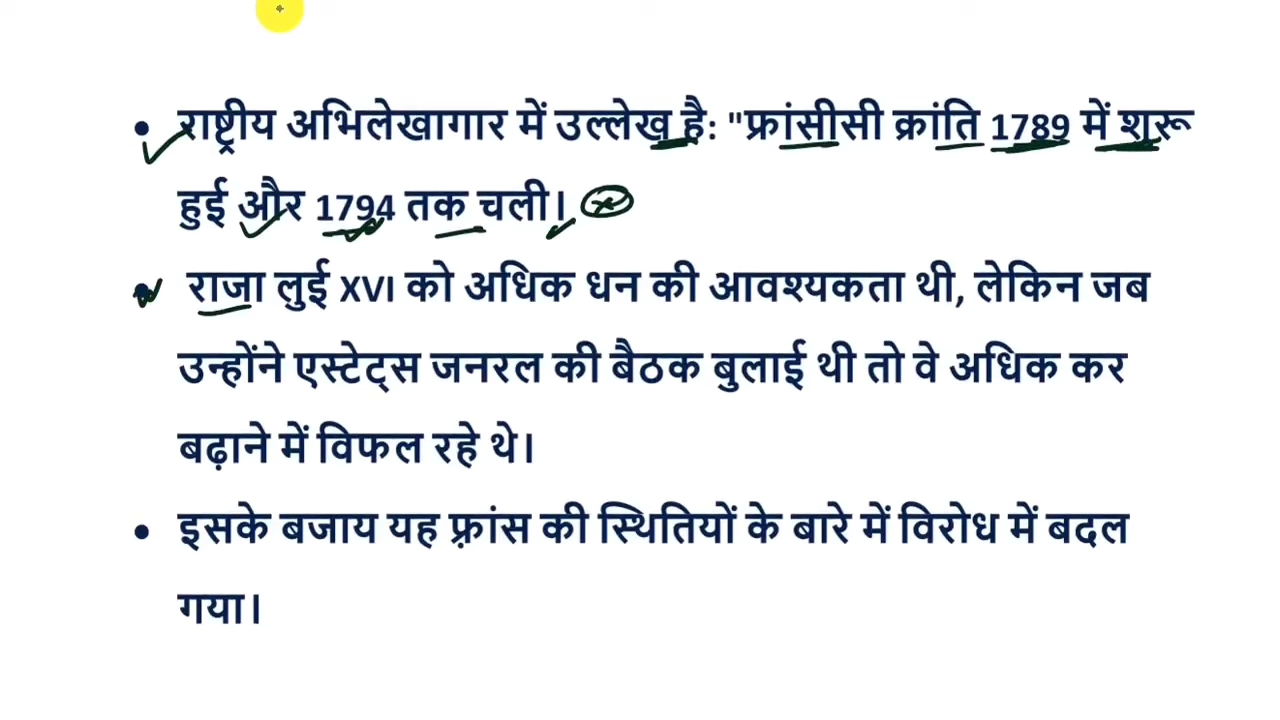 • राष्ट्रीय अभिलेखागार में उल्लेख है: "फ्रांसीसी क्रांति 1789 में शुरू
हुई और 1794 तक चली।
• राजा लुई XVI को अधिक धन की आवश्यकता थी, लेकिन जब
उन्होंने एस्टेट्स जनरल की बैठक बुलाई थी तो वे अधिक कर
बढ़ाने में विफल रहे थे।
• इसके बजाय यह फ़्रांस की स्थितियों के बारे में विरोध में बदल
गया।